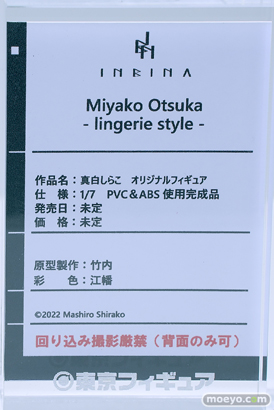 INBINA
Miyako Otsuka
- lingerie style -
作品名：真白しらこ　オリジナルフィギュア
仕　様：1/7　PVC＆ABS 使用完成品
発売日：未定
価　格：未定
原型製作：竹内
彩　　色：江幡
©2022 Mashiro Shirako
回り込み撮影厳禁（背面のみ可）
東京フィギュア
moeyo.com